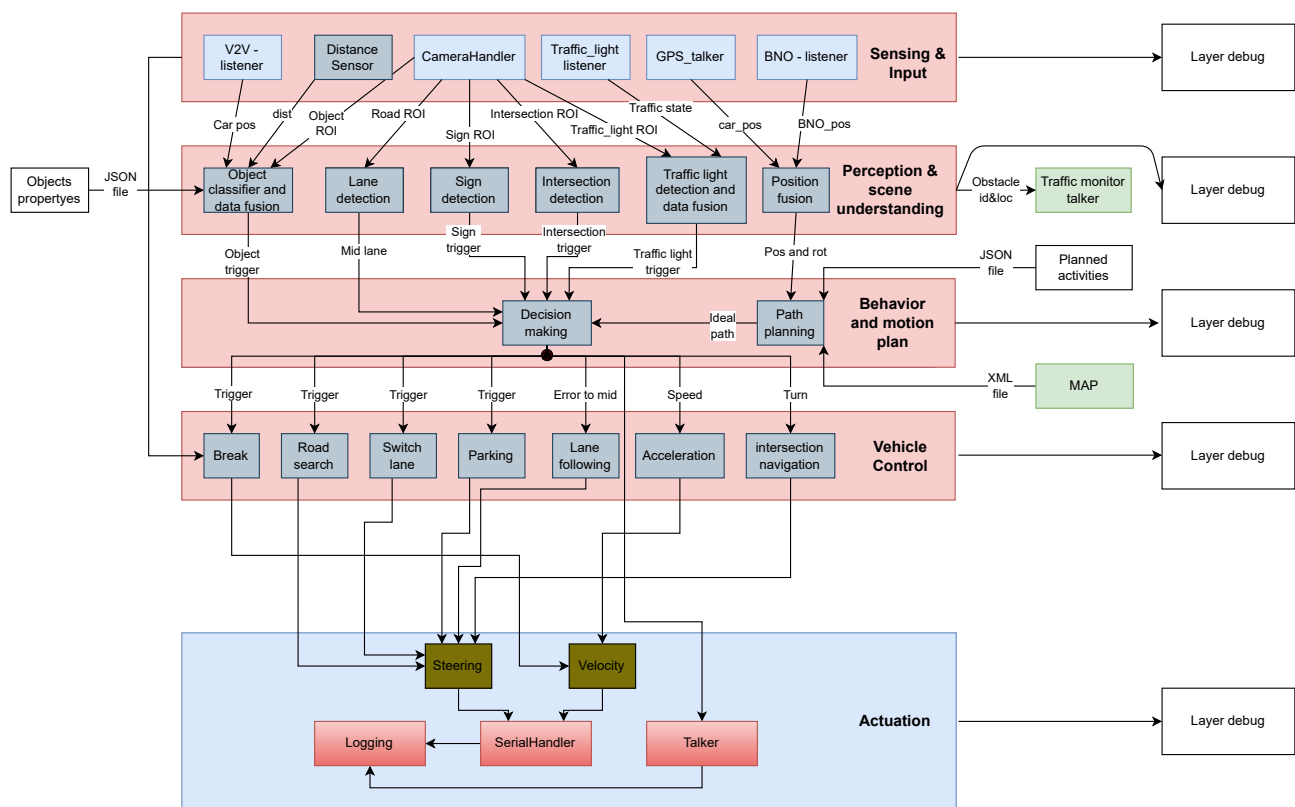 V2V -
listener
Distance
Sensor
CameraHandler
Traffic_light
listener
GPS_talker
BNO - listener
Sensing &
Input
Layer debug
Car pos
dist
Object
ROI
Road ROI
Sign ROI
Intersection ROI
Traffic_light ROI
Traffic state
car_pos
BNO_pos
Objects
propertyes
JSON
file
Object
classifier and
data fusion
Lane
detection
Sign
detection
Intersection
detection
Traffic light
detection and
data fusion
Position
fusion
Perception &
scene
understanding
Obstacle
id&loc
Traffic monitor
talker
Layer debug
Object
trigger
Mid lane
Sign
trigger
Intersection
trigger
Traffic light
trigger
Pos and rot
JSON
file
Planned
activities
Decision
making
Ideal
path
Path
planning
Behavior
and motion
plan
Layer debug
XML
file
MAP
Trigger
Trigger
Trigger
Trigger
Error to mid
Speed
Turn
Break
Road
search
Switch
lane
Parking
Lane
following
Acceleration
intersection
navigation
Vehicle
Control
Layer debug
Steering
Velocity
Logging
SerialHandler
Talker
Actuation
Layer debug